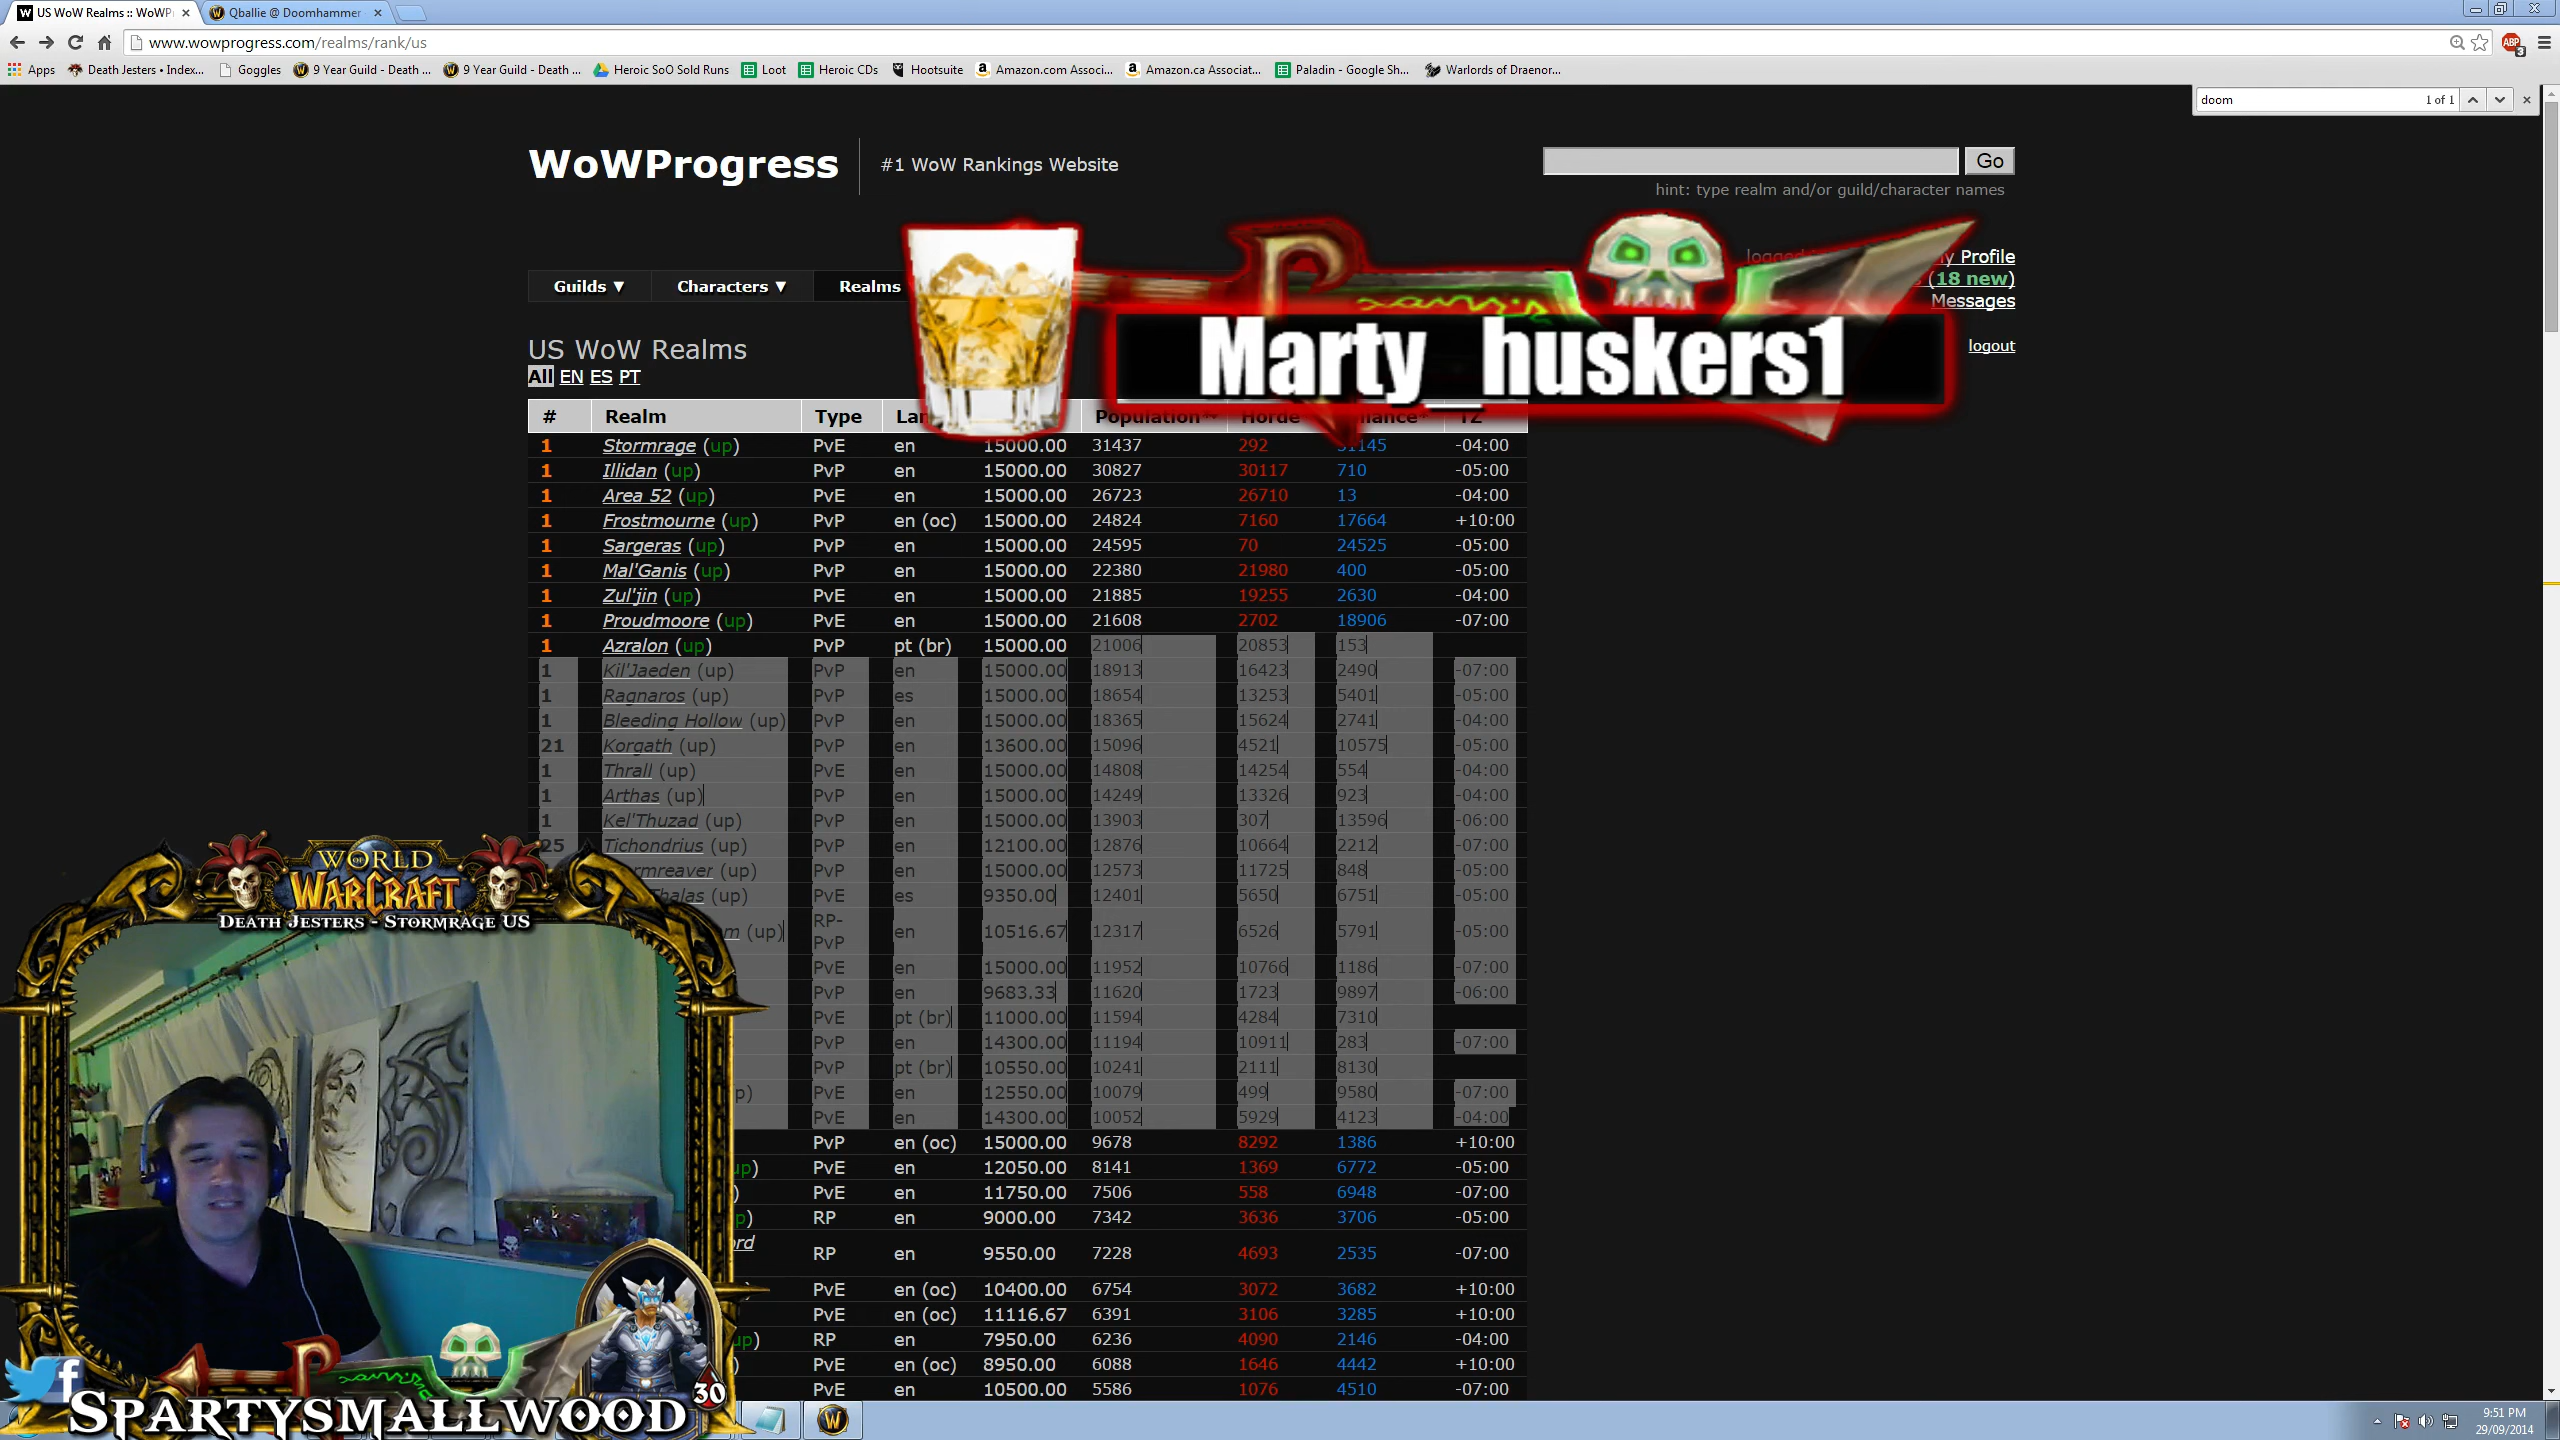 US WoW Realms :: WoWP
Qballie @ Doomhammer
www.wowprogress.com/realms/rank/us
ABP
3
Apps
Death Jesters • Index...
Goggles
9 Year Guild - Death ...
9 Year Guild - Death ...
Heroic SoO Sold Runs
Loot
Heroic CDs
Hootsuite
Amazon.com Associ...
Amazon.ca Associat...
Paladin - Google Sh...
Warlords of Draenor...
doom 1 of 1
WoWProgress
#1 WoW Rankings Website
Go
hint: type realm and/or guild/character names
Guilds ▼ Characters ▼ Realms
y Profile
(18 new)
Messages
logout
Marty_huskers1
US WoW Realms
All EN ES PT
# Realm Type Lan Population Horde liance TZ
1 Stormrage (up) PvE en 15000.00 31437 292 31145 -04:00
1 Illidan (up) PvP en 15000.00 30827 30117 710 -05:00
1 Area 52 (up) PvE en 15000.00 26723 26710 13 -04:00
1 Frostmourne (up) PvP en (oc) 15000.00 24824 7160 17664 +10:00
1 Sargeras (up) PvP en 15000.00 24595 70 24525 -05:00
1 Mal'Ganis (up) PvP en 15000.00 22380 21980 400 -05:00
1 Zul'jin (up) PvE en 15000.00 21885 19255 2630 -04:00
1 Proudmoore (up) PvE en 15000.00 21608 2702 18906 -07:00
1 Azralon (up) PvP pt (br) 15000.00 21006 20853 153
1 Kil'Jaeden (up) PvP en 15000.00 18913 16423 2490 -07:00
1 Ragnaros (up) PvP es 15000.00 18654 13253 5401 -05:00
1 Bleeding Hollow (up) PvP en 15000.00 18365 15624 2741 -04:00
21 Korgath (up) PvP en 13600.00 15096 4521 10575 -05:00
1 Thrall (up) PvE en 15000.00 14808 14254 554 -04:00
1 Arthas (up) PvP en 15000.00 14249 13326 923 -04:00
1 Kel'Thuzad (up) PvP en 15000.00 13903 307 13596 -06:00
25 Tichondrius (up) PvP en 12100.00 12876 10664 2212 -07:00
rmreaver (up) PvP en 15000.00 12573 11725 848 -05:00
halas (up) PvE es 9350.00 12401 5650 6751 -05:00
m (up) RP-PvP en 10516.67 12317 6526 5791 -05:00
PvE en 15000.00 11952 10766 1186 -07:00
PvP en 9683.33 11620 1723 9897 -06:00
PvE pt (br) 11000.00 11594 4284 7310
PvP en 14300.00 11194 10911 283 -07:00
PvP pt (br) 10550.00 10241 2111 8130
p) PvE en 12550.00 10079 499 9580 -07:00
PvE en 14300.00 10052 5929 4123 -04:00
PvP en (oc) 15000.00 9678 8292 1386 +10:00
up) PvE en 12050.00 8141 1369 6772 -05:00
) PvE en 11750.00 7506 558 6948 -07:00
p) RP en 9000.00 7342 3636 3706 -05:00
ord RP en 9550.00 7228 4693 2535 -07:00
PvE en (oc) 10400.00 6754 3072 3682 +10:00
PvE en (oc) 11116.67 6391 3106 3285 +10:00
up) RP en 7950.00 6236 4090 2146 -04:00
) PvE en (oc) 8950.00 6088 1646 4442 +10:00
PvE en 10500.00 5586 1076 4510 -07:00
WORLD OF WARCRAFT
DEATH JESTERS - STORMRAGE US
30
SPARTYSMALLWOOD
9:51 PM
29/09/2014